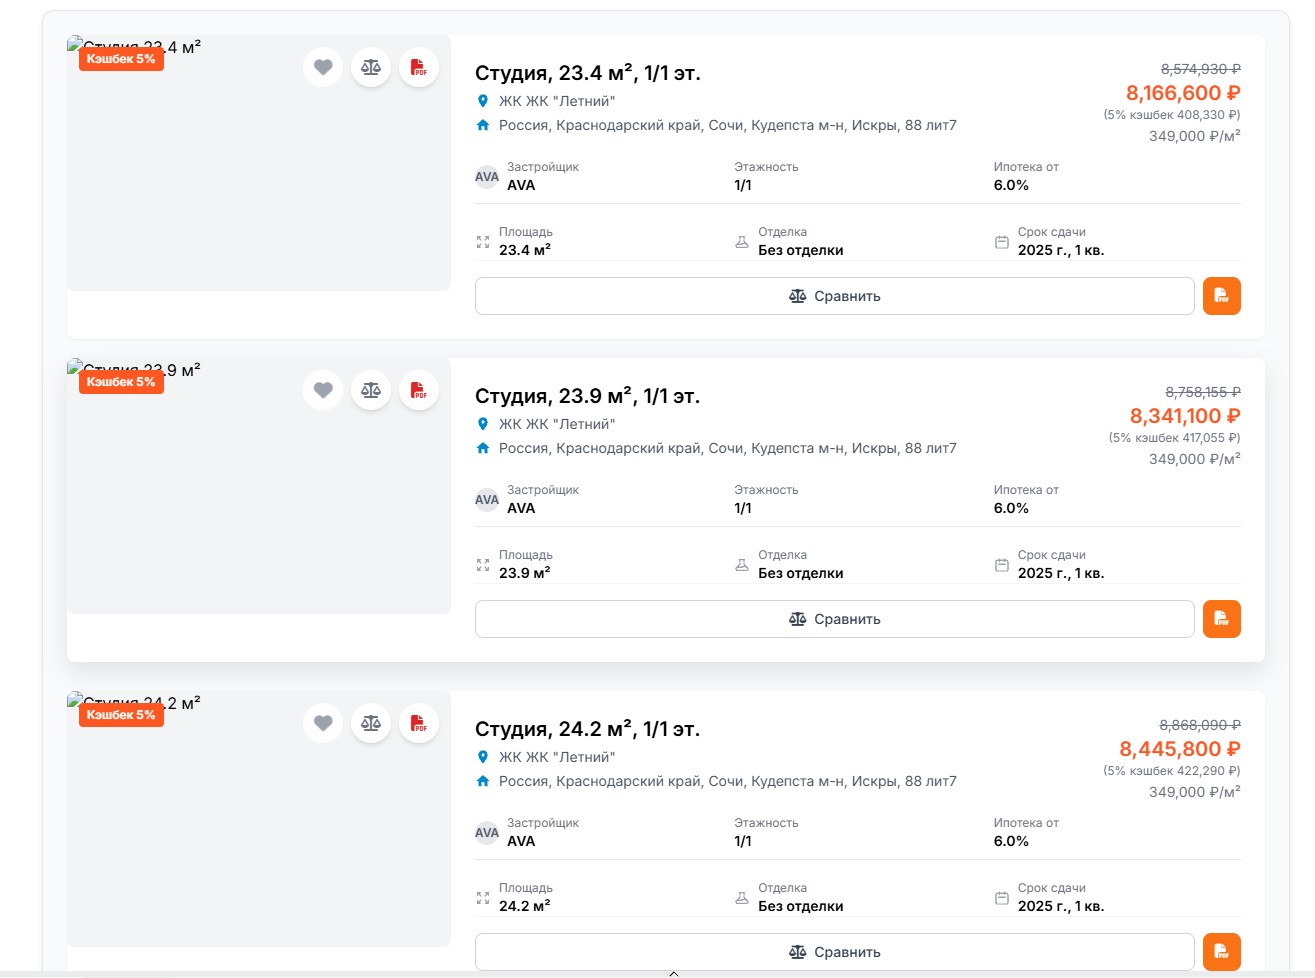 Студия 23.4 м²
Кэшбек 5%
PDF
Студия, 23.4 м², 1/1 эт.
8,574,930 ₽
8,166,600 ₽
ЖК ЖК "Летний"
(5% кэшбек 408,330 ₽)
Россия, Краснодарский край, Сочи, Кудепста м-н, Искры, 88 лит7
349,000 ₽/м²
AVA
Застройщик
AVA
Этажность
1/1
Ипотека от
6.0%
Площадь
23.4 м²
Отделка
Без отделки
Срок сдачи
2025 г., 1 кв.
Сравнить
PDF
Студия 23.9 м²
Кэшбек 5%
PDF
Студия, 23.9 м², 1/1 эт.
8,758,155 ₽
8,341,100 ₽
ЖК ЖК "Летний"
(5% кэшбек 417,055 ₽)
Россия, Краснодарский край, Сочи, Кудепста м-н, Искры, 88 лит7
349,000 ₽/м²
AVA
Застройщик
AVA
Этажность
1/1
Ипотека от
6.0%
Площадь
23.9 м²
Отделка
Без отделки
Срок сдачи
2025 г., 1 кв.
Сравнить
PDF
Студия 24.2 м²
Кэшбек 5%
PDF
Студия, 24.2 м², 1/1 эт.
8,868,090 ₽
8,445,800 ₽
ЖК ЖК "Летний"
(5% кэшбек 422,290 ₽)
Россия, Краснодарский край, Сочи, Кудепста м-н, Искры, 88 лит7
349,000 ₽/м²
AVA
Застройщик
AVA
Этажность
1/1
Ипотека от
6.0%
Площадь
24.2 м²
Отделка
Без отделки
Срок сдачи
2025 г., 1 кв.
Сравнить
PDF